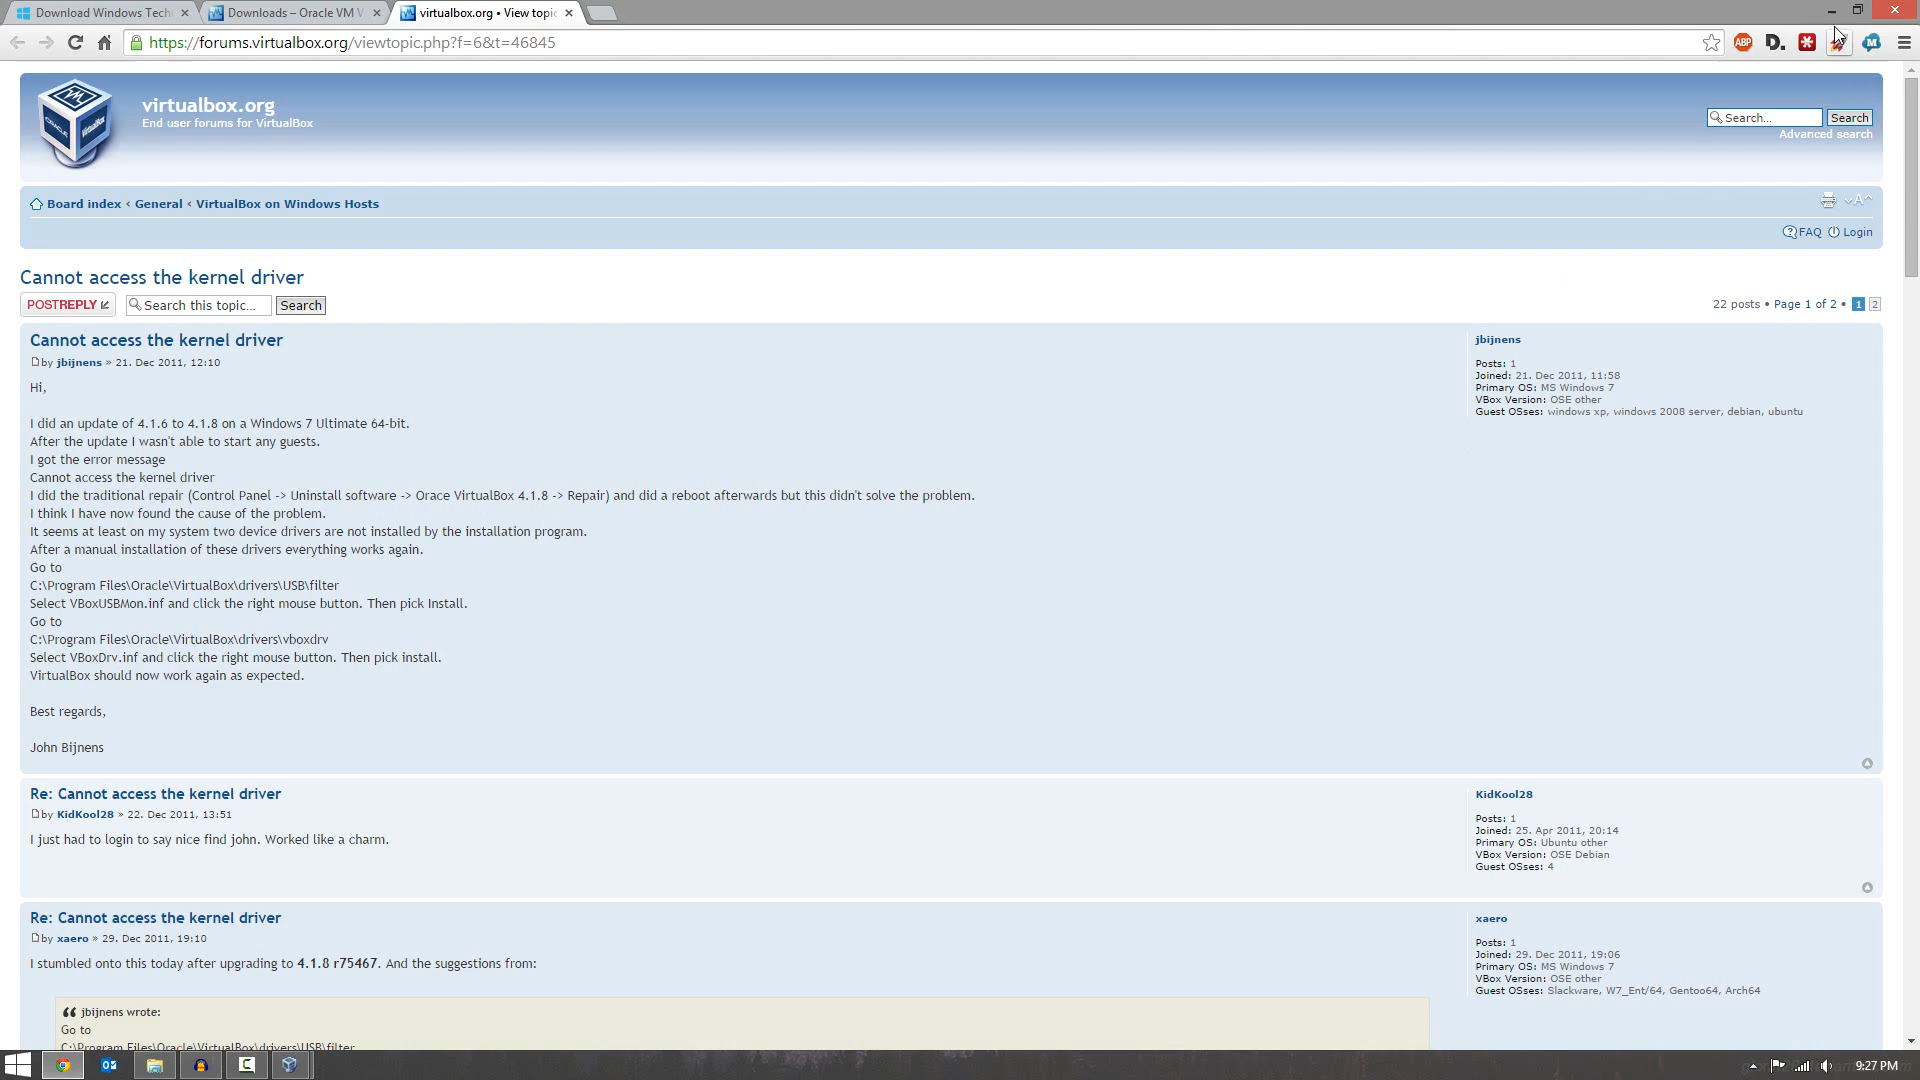 Download Windows Tech
Downloads – Oracle VM V
virtualbox.org • View topic
https://forums.virtualbox.org/viewtopic.php?f=6&t=46845
ABP
D.
M
virtualbox.org
End user forums for VirtualBox
Search...
Search
Advanced search
Board index ‹ General ‹ VirtualBox on Windows Hosts
FAQ
Login
Cannot access the kernel driver
POSTREPLY
Search this topic...
Search
22 posts • Page 1 of 2 • 1 2
Cannot access the kernel driver
by jbijnens » 21. Dec 2011, 12:10
Hi,
I did an update of 4.1.6 to 4.1.8 on a Windows 7 Ultimate 64-bit.
After the update I wasn't able to start any guests.
I got the error message
Cannot access the kernel driver
I did the traditional repair (Control Panel -> Uninstall software -> Orace VirtualBox 4.1.8 -> Repair) and did a reboot afterwards but this didn't solve the problem.
I think I have now found the cause of the problem.
It seems at least on my system two device drivers are not installed by the installation program.
After a manual installation of these drivers everything works again.
Go to
C:\Program Files\Oracle\VirtualBox\drivers\USB\filter
Select VBoxUSBMon.inf and click the right mouse button. Then pick Install.
Go to
C:\Program Files\Oracle\VirtualBox\drivers\vboxdrv
Select VBoxDrv.inf and click the right mouse button. Then pick install.
VirtualBox should now work again as expected.
Best regards,
John Bijnens
jbijnens
Posts: 1
Joined: 21. Dec 2011, 11:58
Primary OS: MS Windows 7
VBox Version: OSE other
Guest OSses: windows xp, windows 2008 server, debian, ubuntu
Re: Cannot access the kernel driver
by KidKool28 » 22. Dec 2011, 13:51
I just had to login to say nice find john. Worked like a charm.
KidKool28
Posts: 1
Joined: 25. Apr 2011, 20:14
Primary OS: Ubuntu other
VBox Version: OSE Debian
Guest OSses: 4
Re: Cannot access the kernel driver
by xaero » 29. Dec 2011, 19:10
I stumbled onto this today after upgrading to 4.1.8 r75467. And the suggestions from:
jbijnens wrote:
Go to
C:\Program Files\Oracle\VirtualBox\drivers\USB\filter
xaero
Posts: 1
Joined: 29. Dec 2011, 19:06
Primary OS: MS Windows 7
VBox Version: OSE other
Guest OSses: Slackware, W7_Ent/64, Gentoo64, Arch64
9:27 PM